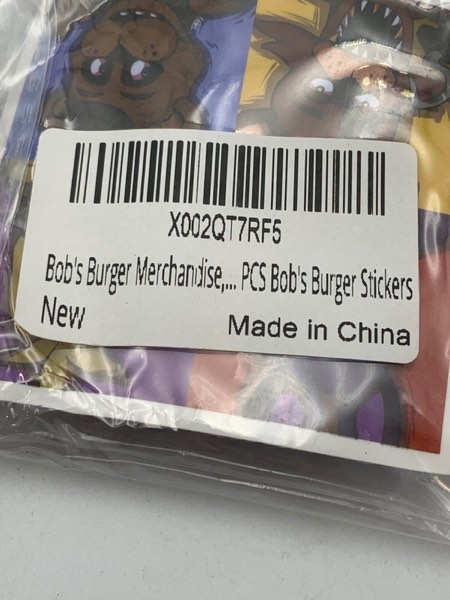 X002QT7RF5
Bob's Burger Merchandise,... PCS Bob's Burger Stickers
New
Made in China